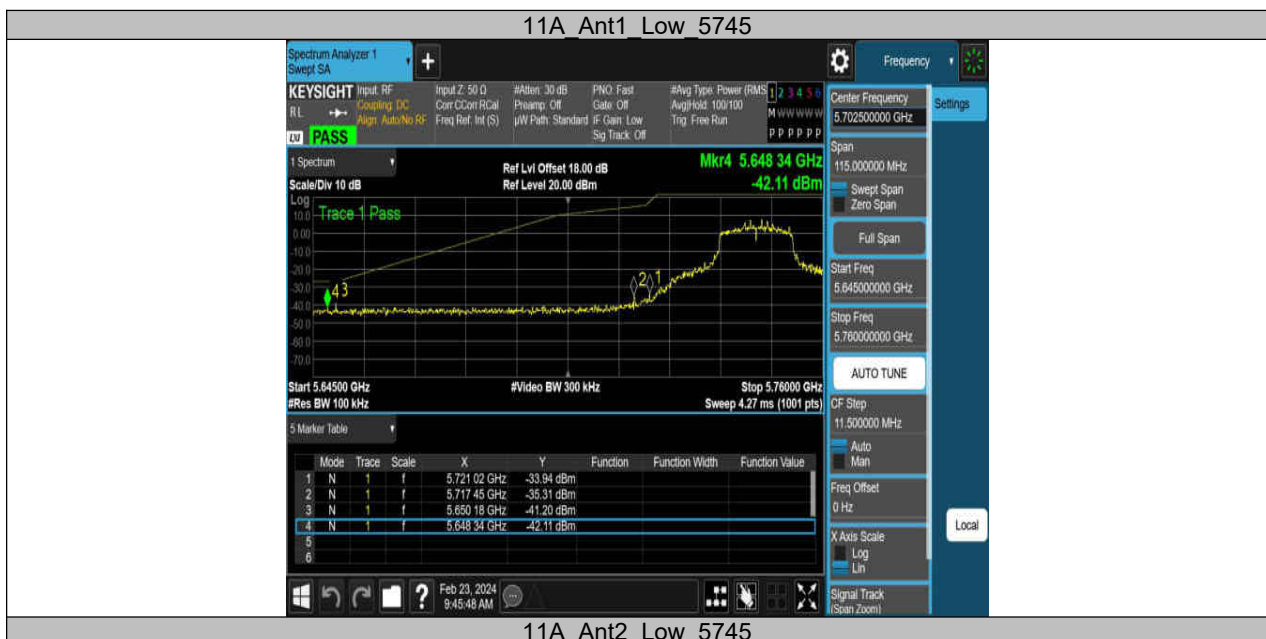 11A_Ant1_Low_5745
Spectrum Analyzer 1
Swept SA
+
Frequency
KEYSIGHT
RL
PASS
Input: RF
Coupling: DC
Align: Auto/No RF
Input Z: 50 Ω
Corr CCorr RCal
Freq Ref: Int (S)
#Atten: 30 dB
Preamp: Off
µW Path: Standard
PNO: Fast
Gate: Off
IF Gain: Low
Sig Track: Off
#Avg Type: Power (RMS
Avg|Hold: 100/100
Trig: Free Run
1 2 3 4 5 6
M W W W W W
P P P P P P
Center Frequency
5.702500000 GHz
Settings
1 Spectrum
Scale/Div 10 dB
Ref Lvl Offset 18.00 dB
Ref Level 20.00 dBm
Mkr4 5.648 34 GHz
-42.11 dBm
Span
115.000000 MHz
Swept Span
Zero Span
Full Span
Start Freq
5.645000000 GHz
Stop Freq
5.760000000 GHz
AUTO TUNE
CF Step
11.500000 MHz
Auto
Man
Freq Offset
0 Hz
X Axis Scale
Log
Lin
Signal Track
(Span Zoom)
Local
Log
Trace 1 Pass
10.0
0.00
-10.0
-20.0
-30.0
-40.0
-50.0
-60.0
-70.0
4 3
2 1
Start 5.64500 GHz
#Video BW 300 kHz
Stop 5.76000 GHz
#Res BW 100 kHz
Sweep 4.27 ms (1001 pts)
5 Marker Table
Mode Trace Scale X Y Function Function Width Function Value
1 N 1 f 5.721 02 GHz -33.94 dBm
2 N 1 f 5.717 45 GHz -35.31 dBm
3 N 1 f 5.650 18 GHz -41.20 dBm
4 N 1 f 5.648 34 GHz -42.11 dBm
5
6
?
Feb 23, 2024
9:45:48 AM
11A_Ant2_Low_5745